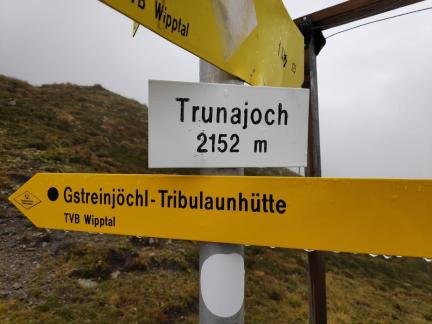 TVB Wipptal
Trunajoch
2152 m
Gstreinjöchl-Tribulaunhütte
TVB Wipptal